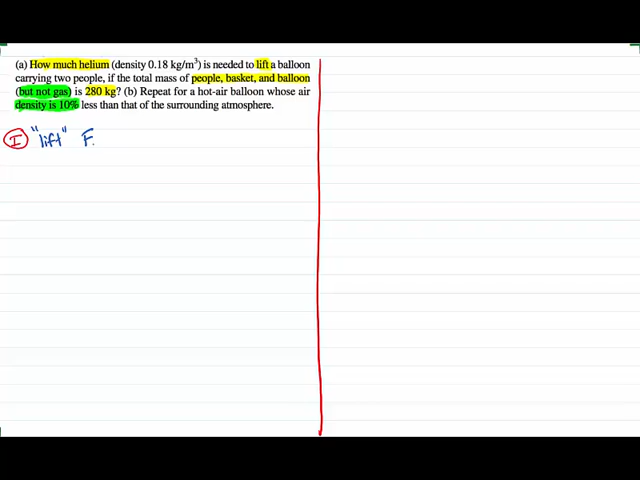 (a) How much helium (density 0.18 kg/m³) is needed to lift a balloon
carrying two people, if the total mass of people, basket, and balloon
(but not gas) is 280 kg? (b) Repeat for a hot-air balloon whose air
density is 10% less than that of the surrounding atmosphere.
I "lift" F.